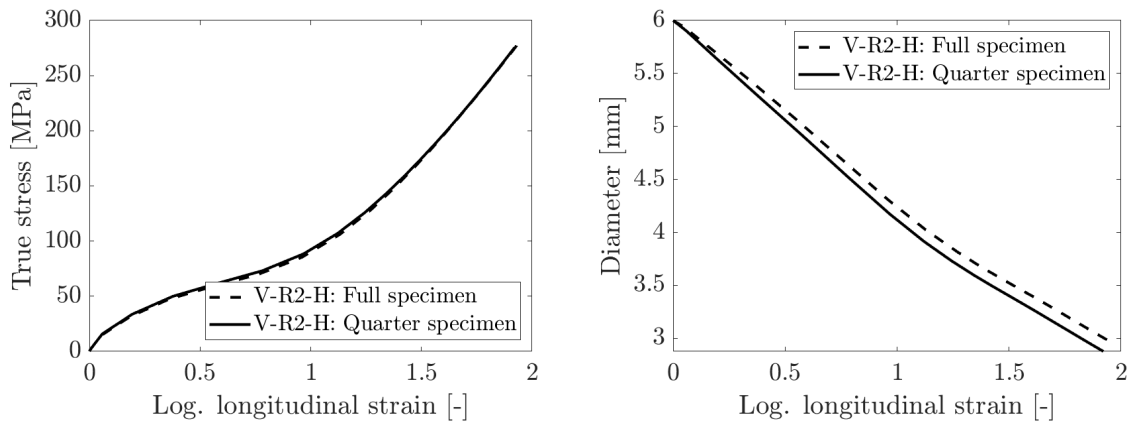 300
250
200
150
100
50
0
True stress [MPa]
V-R2-H: Full specimen
V-R2-H: Quarter specimen
0 0.5 1 1.5 2
Log. longitudinal strain [-]
6
5.5
5
4.5
4
3.5
3
Diameter [mm]
V-R2-H: Full specimen
V-R2-H: Quarter specimen
0 0.5 1 1.5 2
Log. longitudinal strain [-]